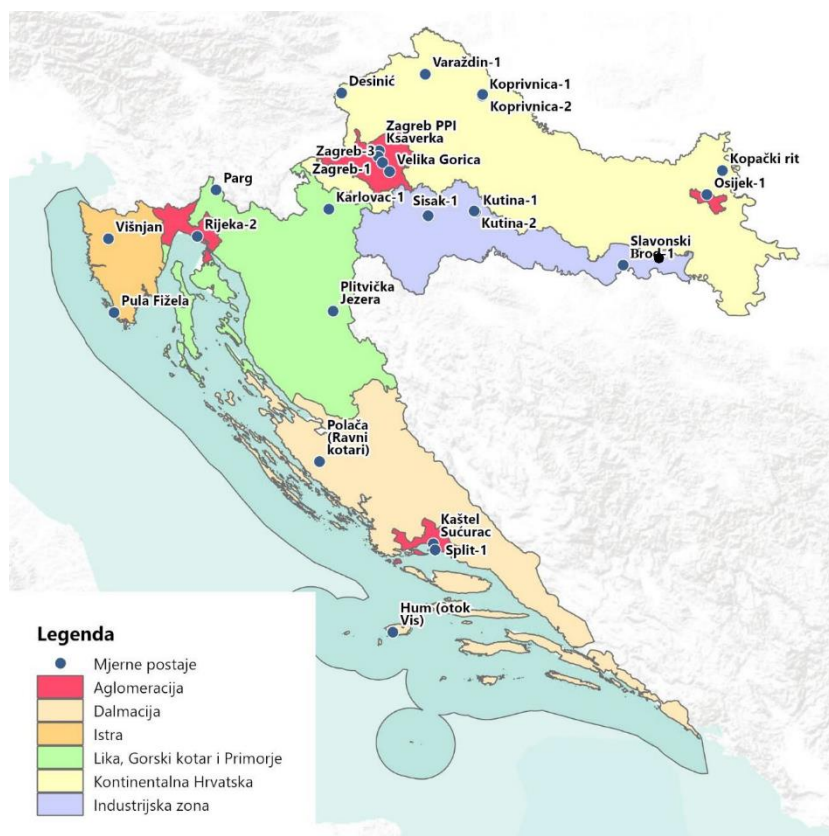 Varaždin-1
Desinić
Koprivnica-1
Koprivnica-2
Zagreb PPI
Ksaverka
Zagreb-3
Zagreb-1
Velika Gorica
Kopački rit
Osijek-1
Parg
Karlovac-1
Sisak-1
Kutina-1
Kutina-2
Višnjan
Rijeka-2
Slavonski
Brod-1
Pula Fižela
Plitvička
Jezera
Polača
(Ravni
kotari)
Kaštel
Sućurac
Split-1
Hum (otok
Vis)
Legenda
Mjerne postaje
Aglomeracija
Dalmacija
Istra
Lika, Gorski kotar i Primorje
Kontinentalna Hrvatska
Industrijska zona